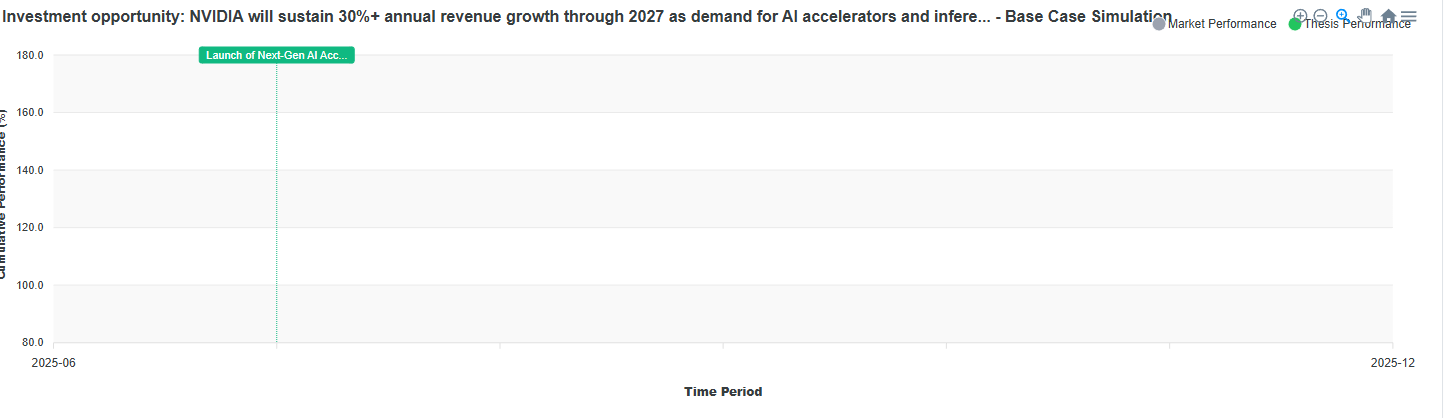 Investment opportunity: NVIDIA will sustain 30%+ annual revenue growth through 2027 as demand for AI accelerators and infere... - Base Case Simulation
Market Performance
Thesis Performance
Launch of Next-Gen AI Acc...
180.0
160.0
140.0
120.0
100.0
80.0
Cumulative Performance (%)
2025-06
2025-12
Time Period